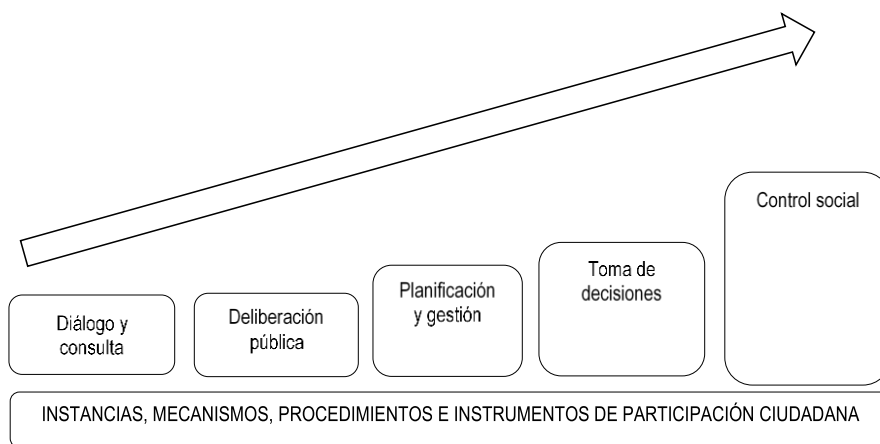 Diálogo y
consulta
Deliberación
pública
Planificación
y gestión
Toma de
decisiones
Control social
INSTANCIAS, MECANISMOS, PROCEDIMIENTOS E INSTRUMENTOS DE PARTICIPACIÓN CIUDADANA